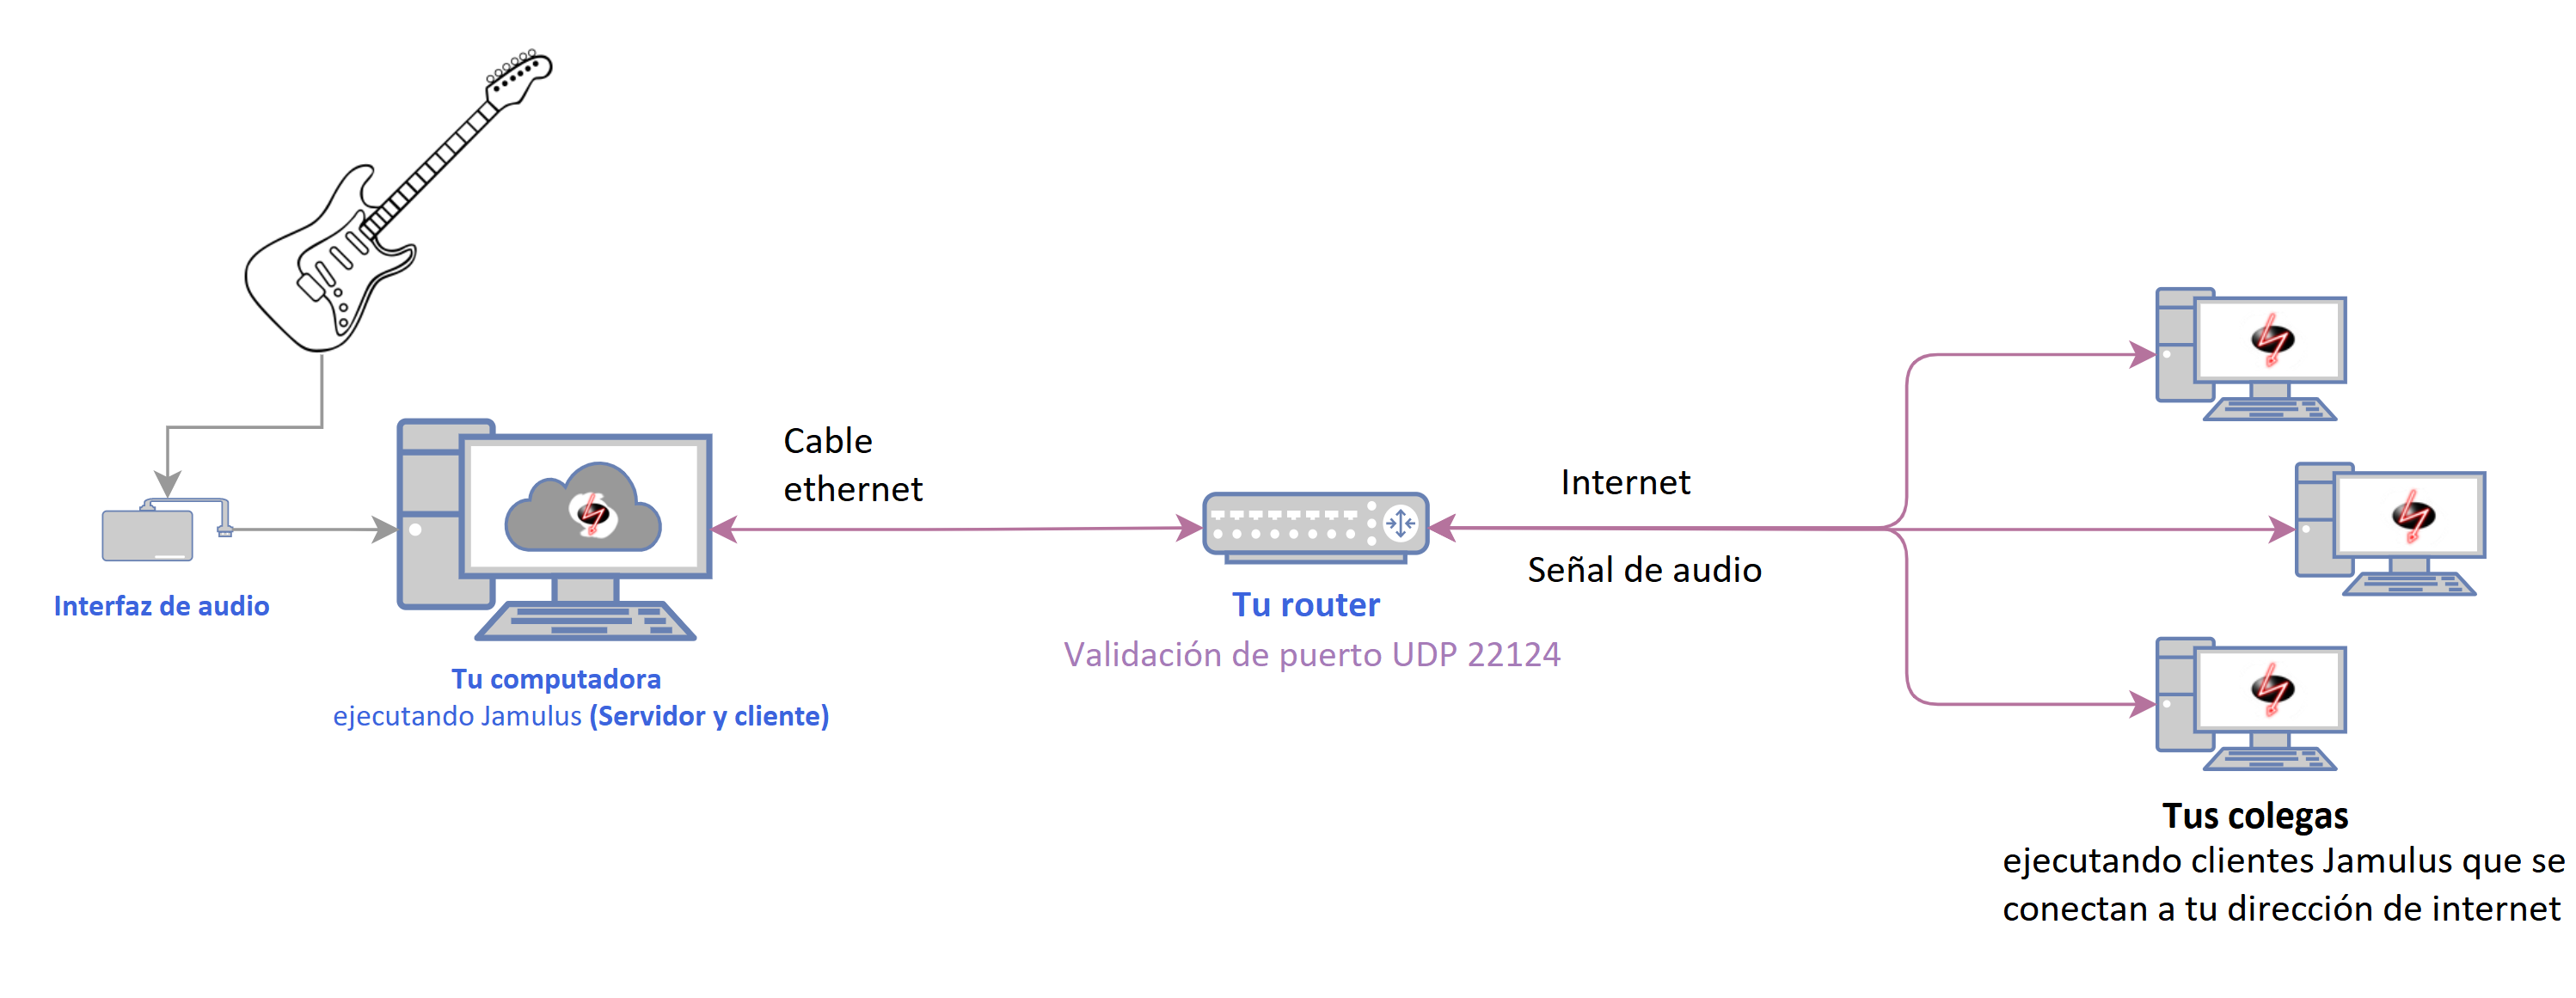 Cable
ethernet
Internet
Señal de audio
Interfaz de audio
Tu router
Validación de puerto UDP 22124
Tu computadora
ejecutando Jamulus (Servidor y cliente)
Tus colegas
ejecutando clientes Jamulus que se
conectan a tu dirección de internet